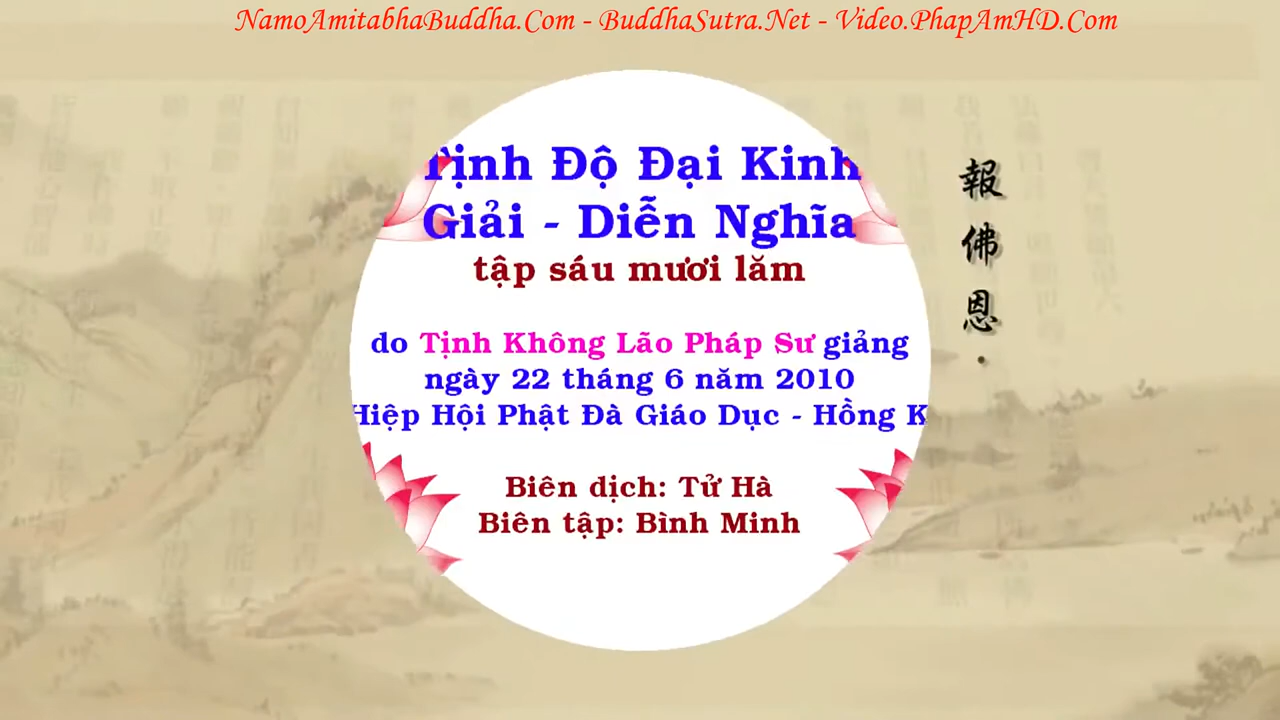 NamoAmitabhaBuddha.Com - BuddhaSutra.Net - Video.PhapAmHD.Com
Tịnh Độ Đại Kinh
Giải - Diễn Nghĩa
tập sáu mươi lăm
do Tịnh Không Lão Pháp Sư giảng
ngày 22 tháng 6 năm 2010
Hiệp Hội Phật Đà Giáo Dục - Hồng K
Biên dịch: Tử Hà
Biên tập: Bình Minh
報佛恩.